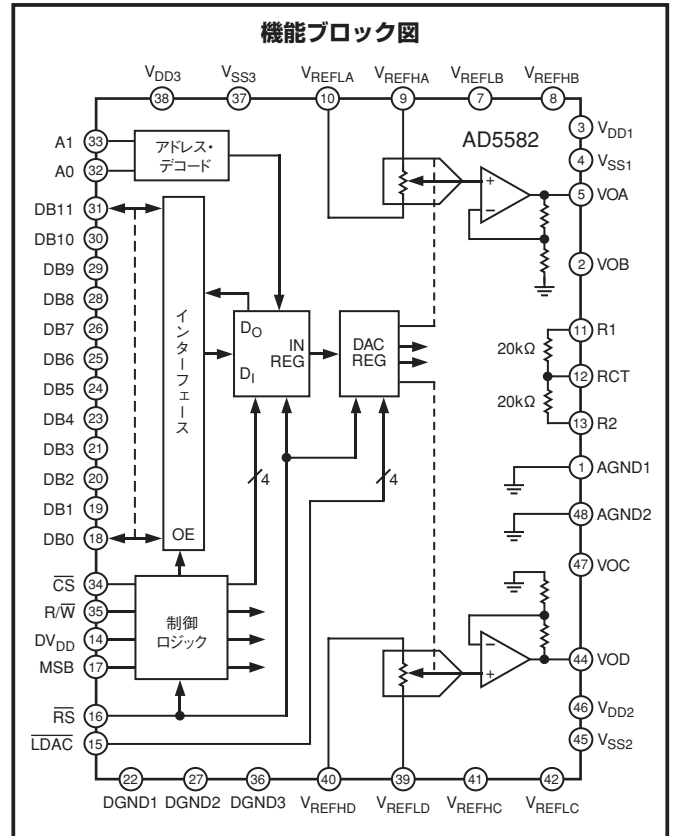 機能ブロック図
VDD3
VSS3
VREFLA
VREFHA
VREFLB
VREFHB
38
37
10
9
7
8
AD5582
A1 33
A0 32
アドレス・
デコード
DB11 31
DB10 30
DB9 29
DB8 28
DB7 26
DB6 25
DB5 24
DB4 23
DB3 21
DB2 20
DB1 19
DB0 18
インターフェース
OE
DO
DI
IN
REG
DAC
REG
4
4
CS 34
R/W 35
DVDD 14
MSB 17
RS 16
LDAC 15
制御
ロジック
+
–
–
+
3 VDD1
4 VSS1
5 VOA
2 VOB
11 R1
20kΩ
12 RCT
20kΩ
13 R2
1 AGND1
48 AGND2
47 VOC
44 VOD
46 VDD2
45 VSS2
22
27
36
40
39
41
42
DGND1
DGND2
DGND3
VREFHD
VREFLD
VREFHC
VREFLC